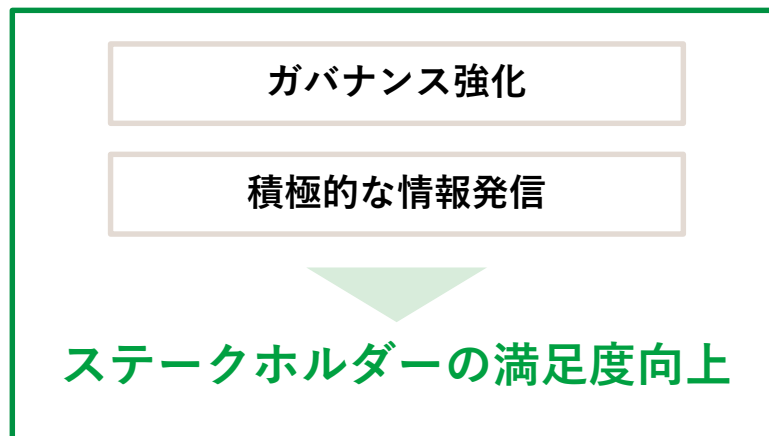 ガバナンス強化
積極的な情報発信
ステークホルダーの満足度向上